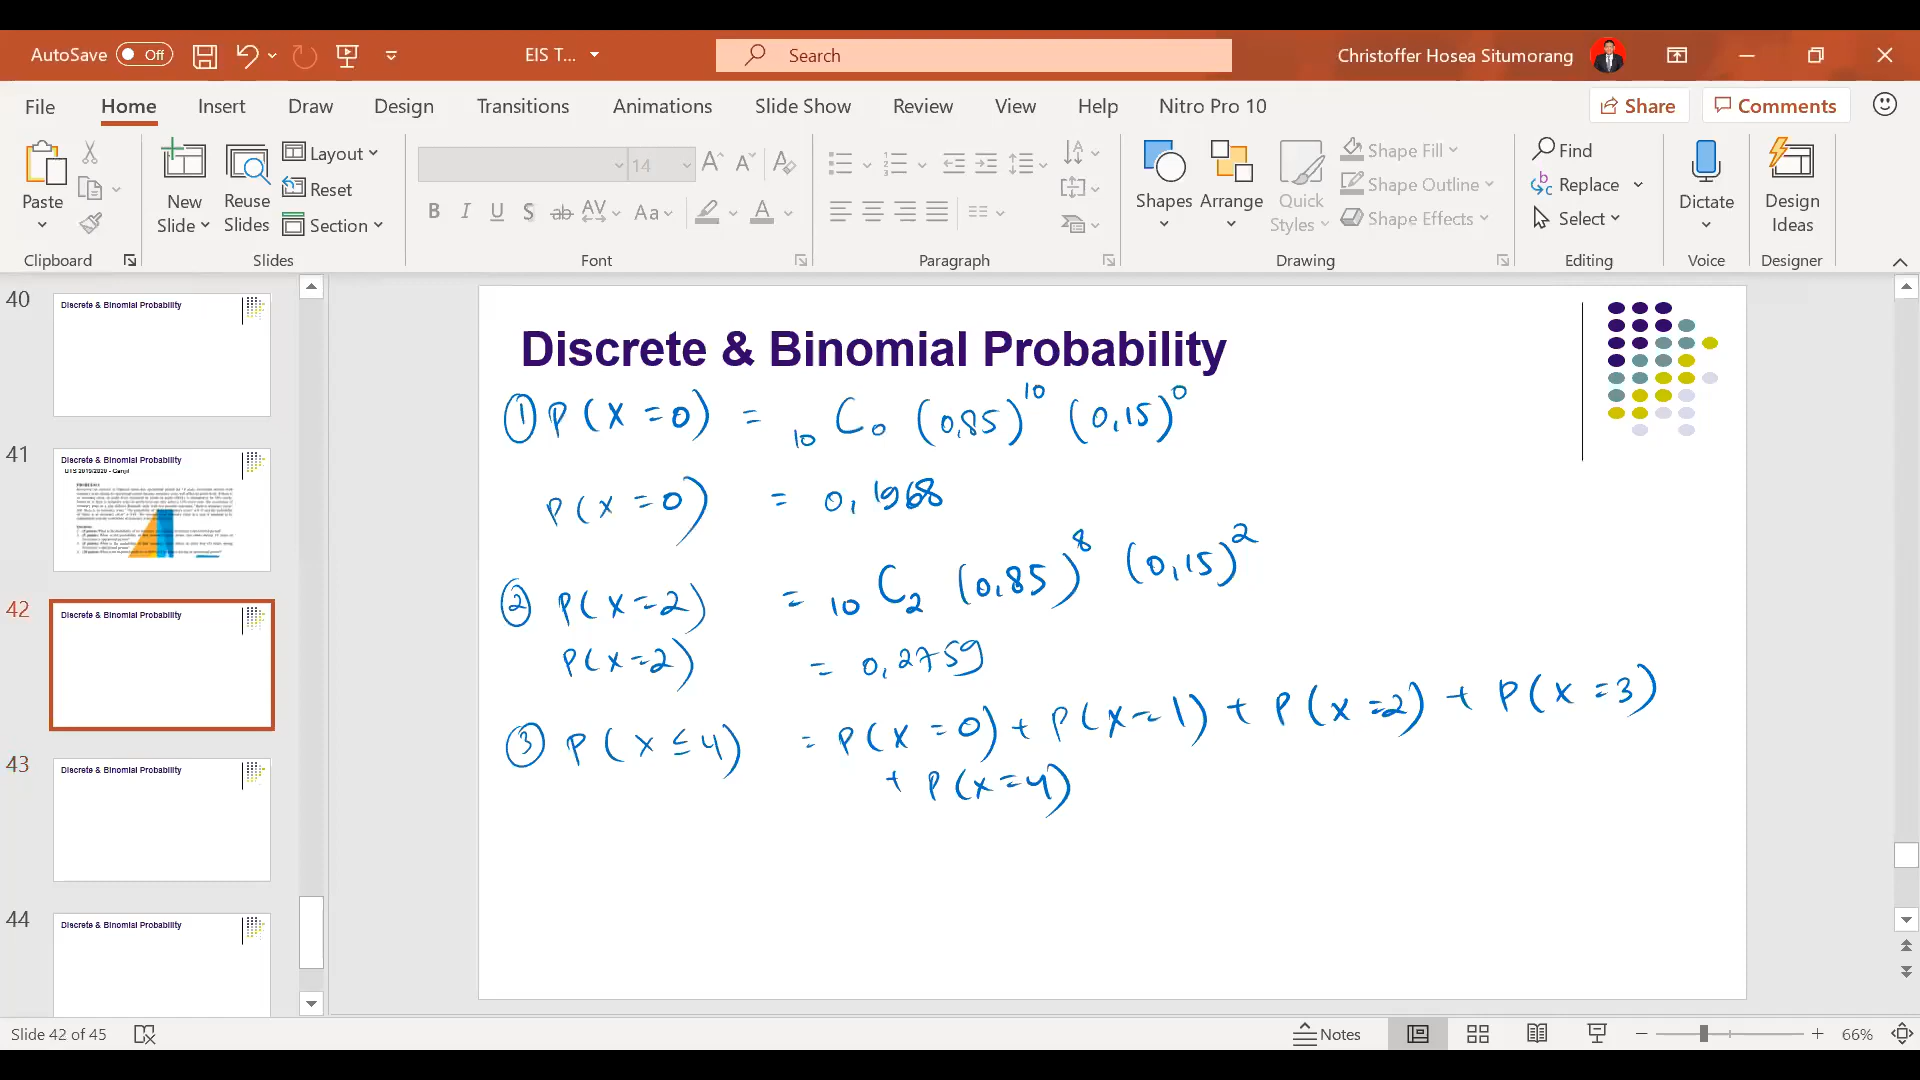 AutoSave Off EIS T... Search Christoffer Hosea Situmorang
File Home Insert Draw Design Transitions Animations Slide Show Review View Help Nitro Pro 10 Share Comments
Paste New Slide Reuse Slides Layout Reset Section 14 Shapes Arrange Quick Styles Shape Fill Shape Outline Shape Effects Find Replace Select Dictate Design Ideas
Clipboard Slides Font Paragraph Drawing Editing Voice Designer
40
Discrete & Binomial Probability
41
Discrete & Binomial Probability
UTS 2019/2020 - Ganjil
42
Discrete & Binomial Probability
43
Discrete & Binomial Probability
44
Discrete & Binomial Probability
Discrete & Binomial Probability
① P(X=0) = ₁₀C₀ (0,85)¹⁰ (0,15)⁰
P(X=0) = 0,1968
② P(X=2) = ₁₀C₂ (0,85)⁸ (0,15)²
P(X=2) = 0,2759
③ P(X≤4) = P(X=0) + P(X=1) + P(X=2) + P(X=3)
+ P(X=4)
Slide 42 of 45 Notes 66%